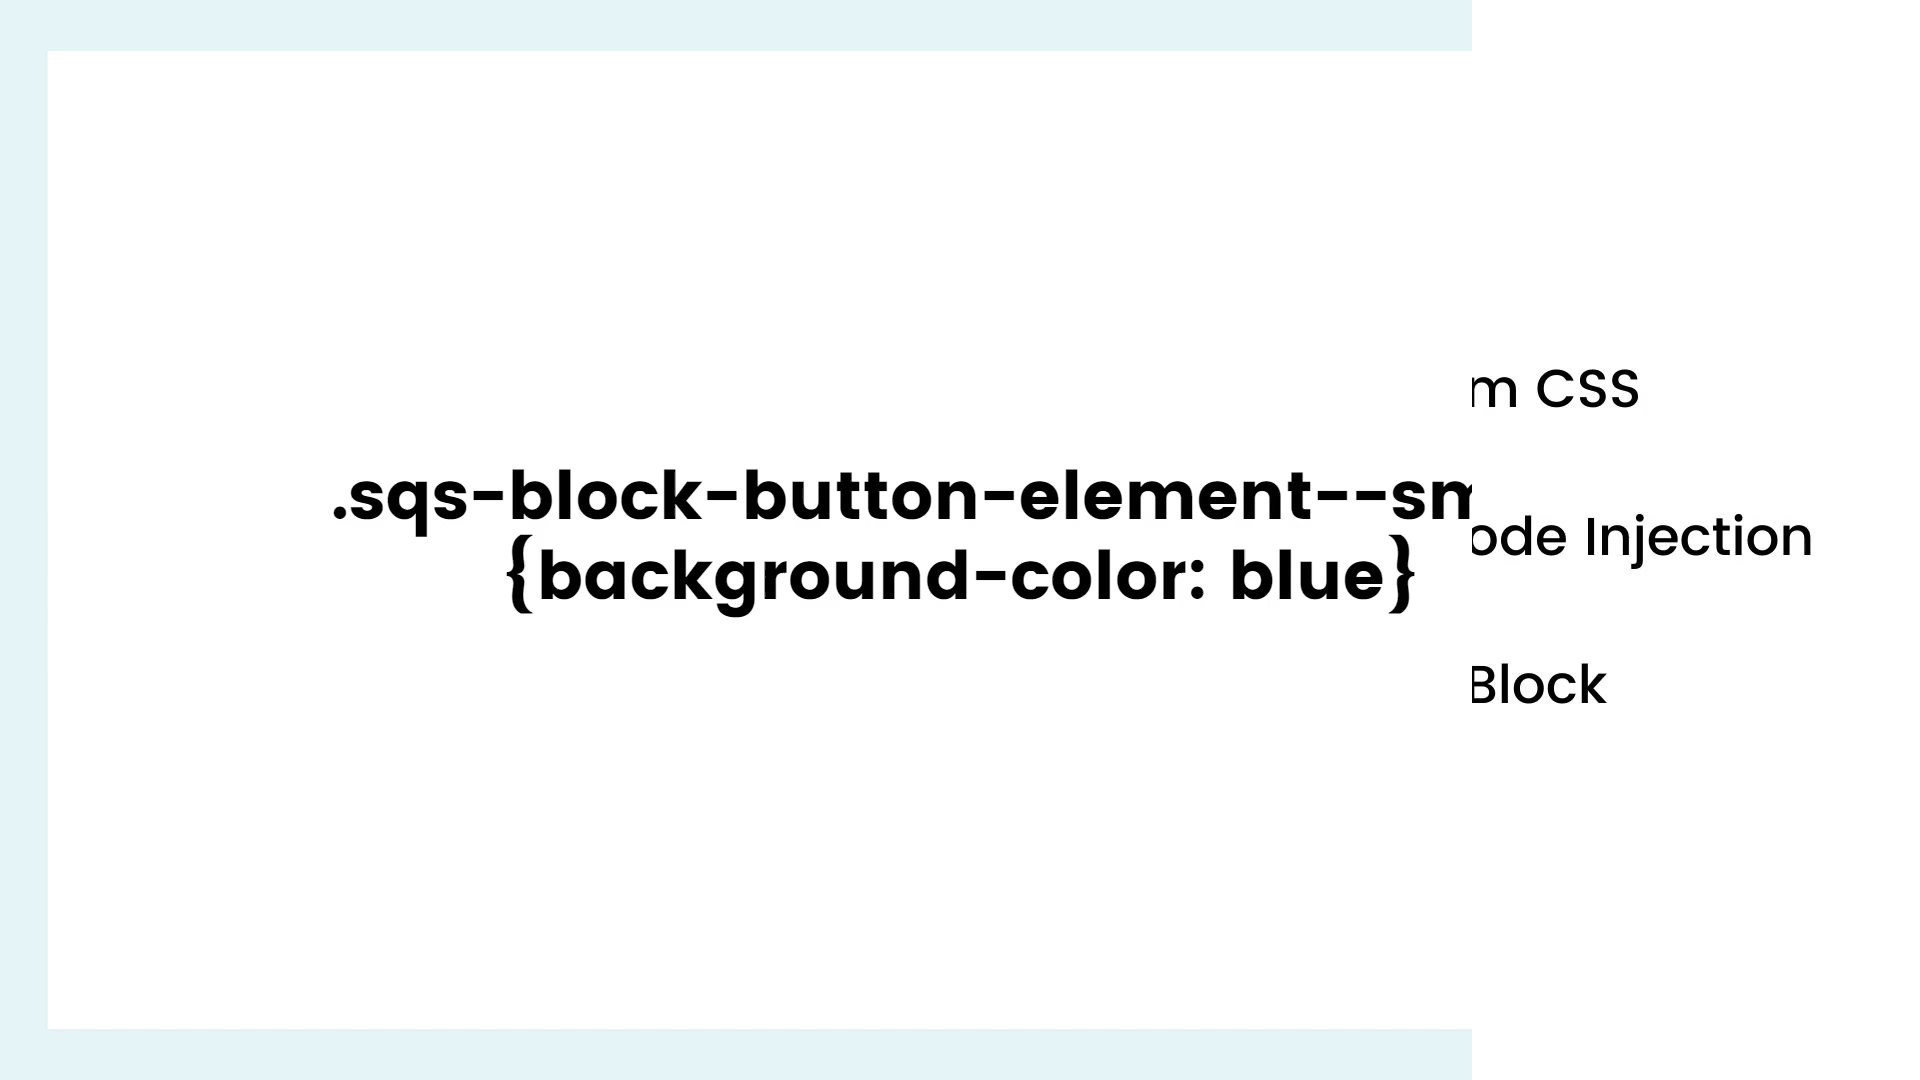 .sqs-block-button-element--sm
{background-color: blue}
m CSS
ode Injection
Block